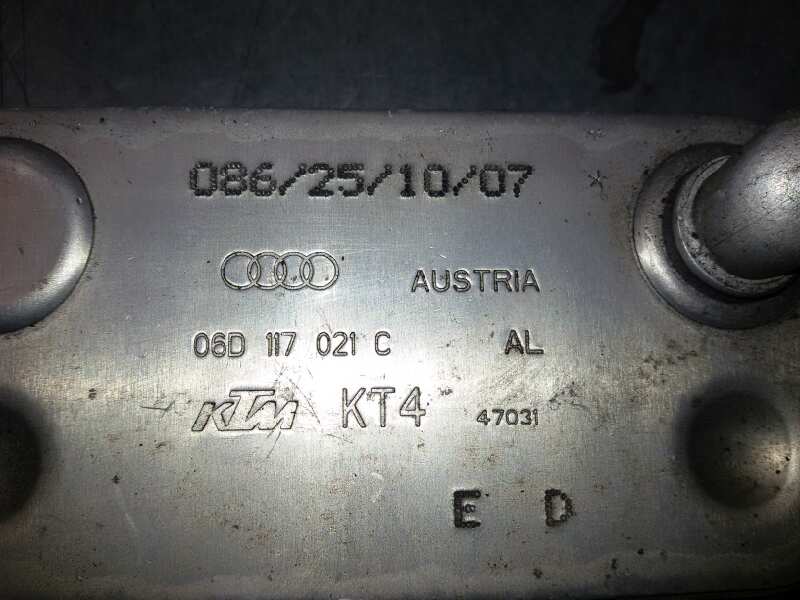 086/25/10/07
AUSTRIA
06D 117 021 C AL
KTM KT4 47031
E D